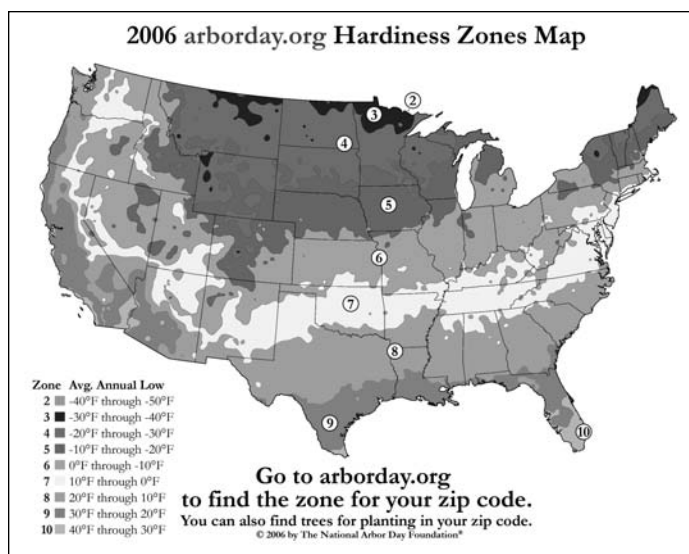 2006 arborday.org Hardiness Zones Map
2
3
4
5
6
7
8
9
10
Zone Avg. Annual Low
2 -40°F through -50°F
3 -30°F through -40°F
4 -20°F through -30°F
5 -10°F through -20°F
6 0°F through -10°F
7 10°F through 0°F
8 20°F through 10°F
9 30°F through 20°F
10 40°F through 30°F
Go to arborday.org
to find the zone for your zip code.
You can also find trees for planting in your zip code.
© 2006 by The National Arbor Day Foundation®